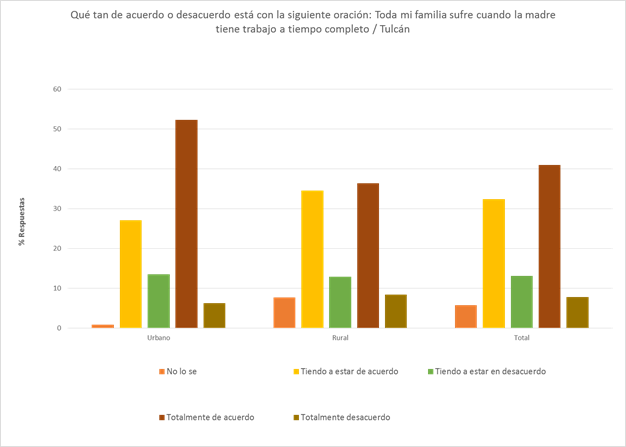 Qué tan de acuerdo o desacuerdo está con la siguiente oración: Toda mi familia sufre cuando la madre
tiene trabajo a tiempo completo / Tulcán
% Respuestas
60
50
40
30
20
10
0
Urbano Rural Total
No lo se Tiendo a estar de acuerdo Tiendo a estar en desacuerdo
Totalmente de acuerdo Totalmente desacuerdo